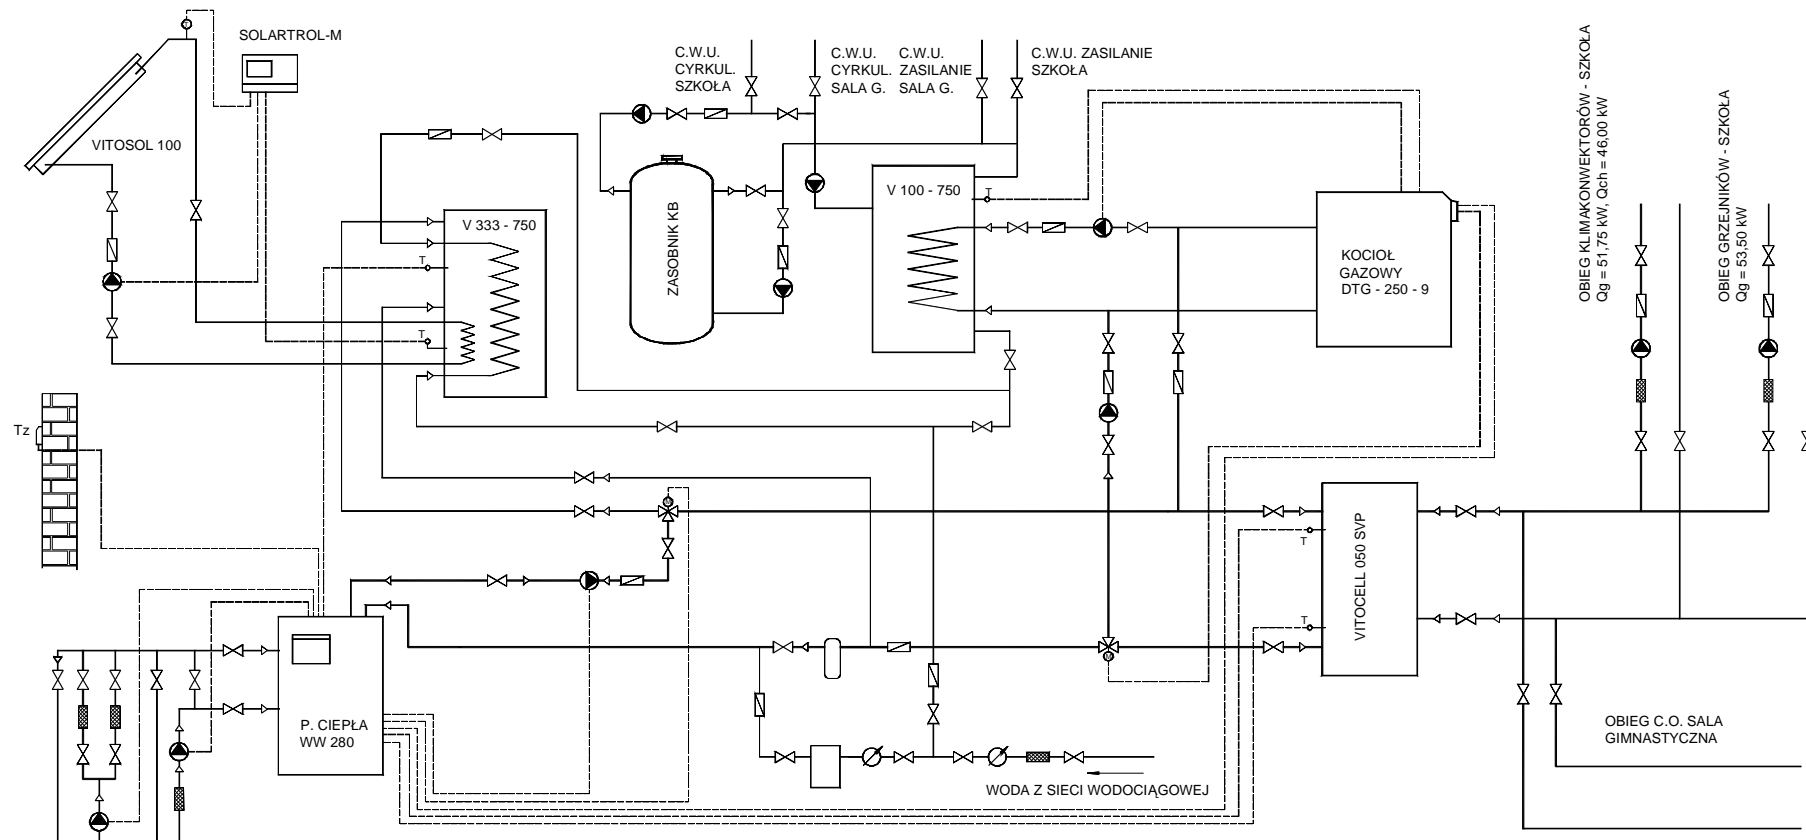 SOLARTROL-M
VITOSOL 100
C.W.U.
CYRKUL.
SZKOŁA
C.W.U.
CYRKUL.
SALA G.
C.W.U.
ZASILANIE
SALA G.
C.W.U. ZASILANIE
SZKOŁA
V 333 - 750
T
T
ZASOBNIK KB
V 100 - 750
T
KOCIOŁ
GAZOWY
DTG - 250 - 9
OBIEG KLIMAKONWEKTORÓW - SZKOŁA
Qg = 51,75 kW, Qch = 46,00 kW
OBIEG GRZEJNIKÓW - SZKOŁA
Qg = 53,50 kW
Tz
T
T
VITOCELL 050 SVP
P. CIEPŁA
WW 280
OBIEG C.O. SALA
GIMNASTYCZNA
WODA Z SIECI WODOCIĄGOWEJ